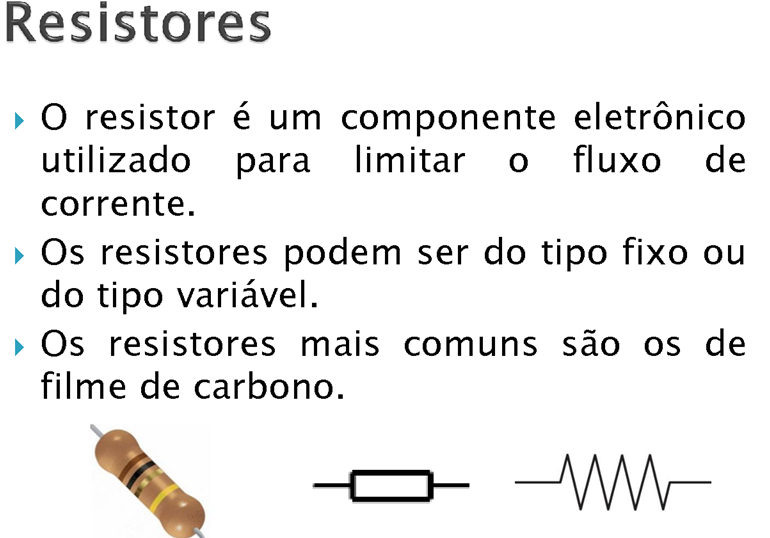 Resistores
O resistor é um componente eletrônico
utilizado para limitar o fluxo de
corrente.
Os resistores podem ser do tipo fixo ou
do tipo variável.
Os resistores mais comuns são os de
filme de carbono.